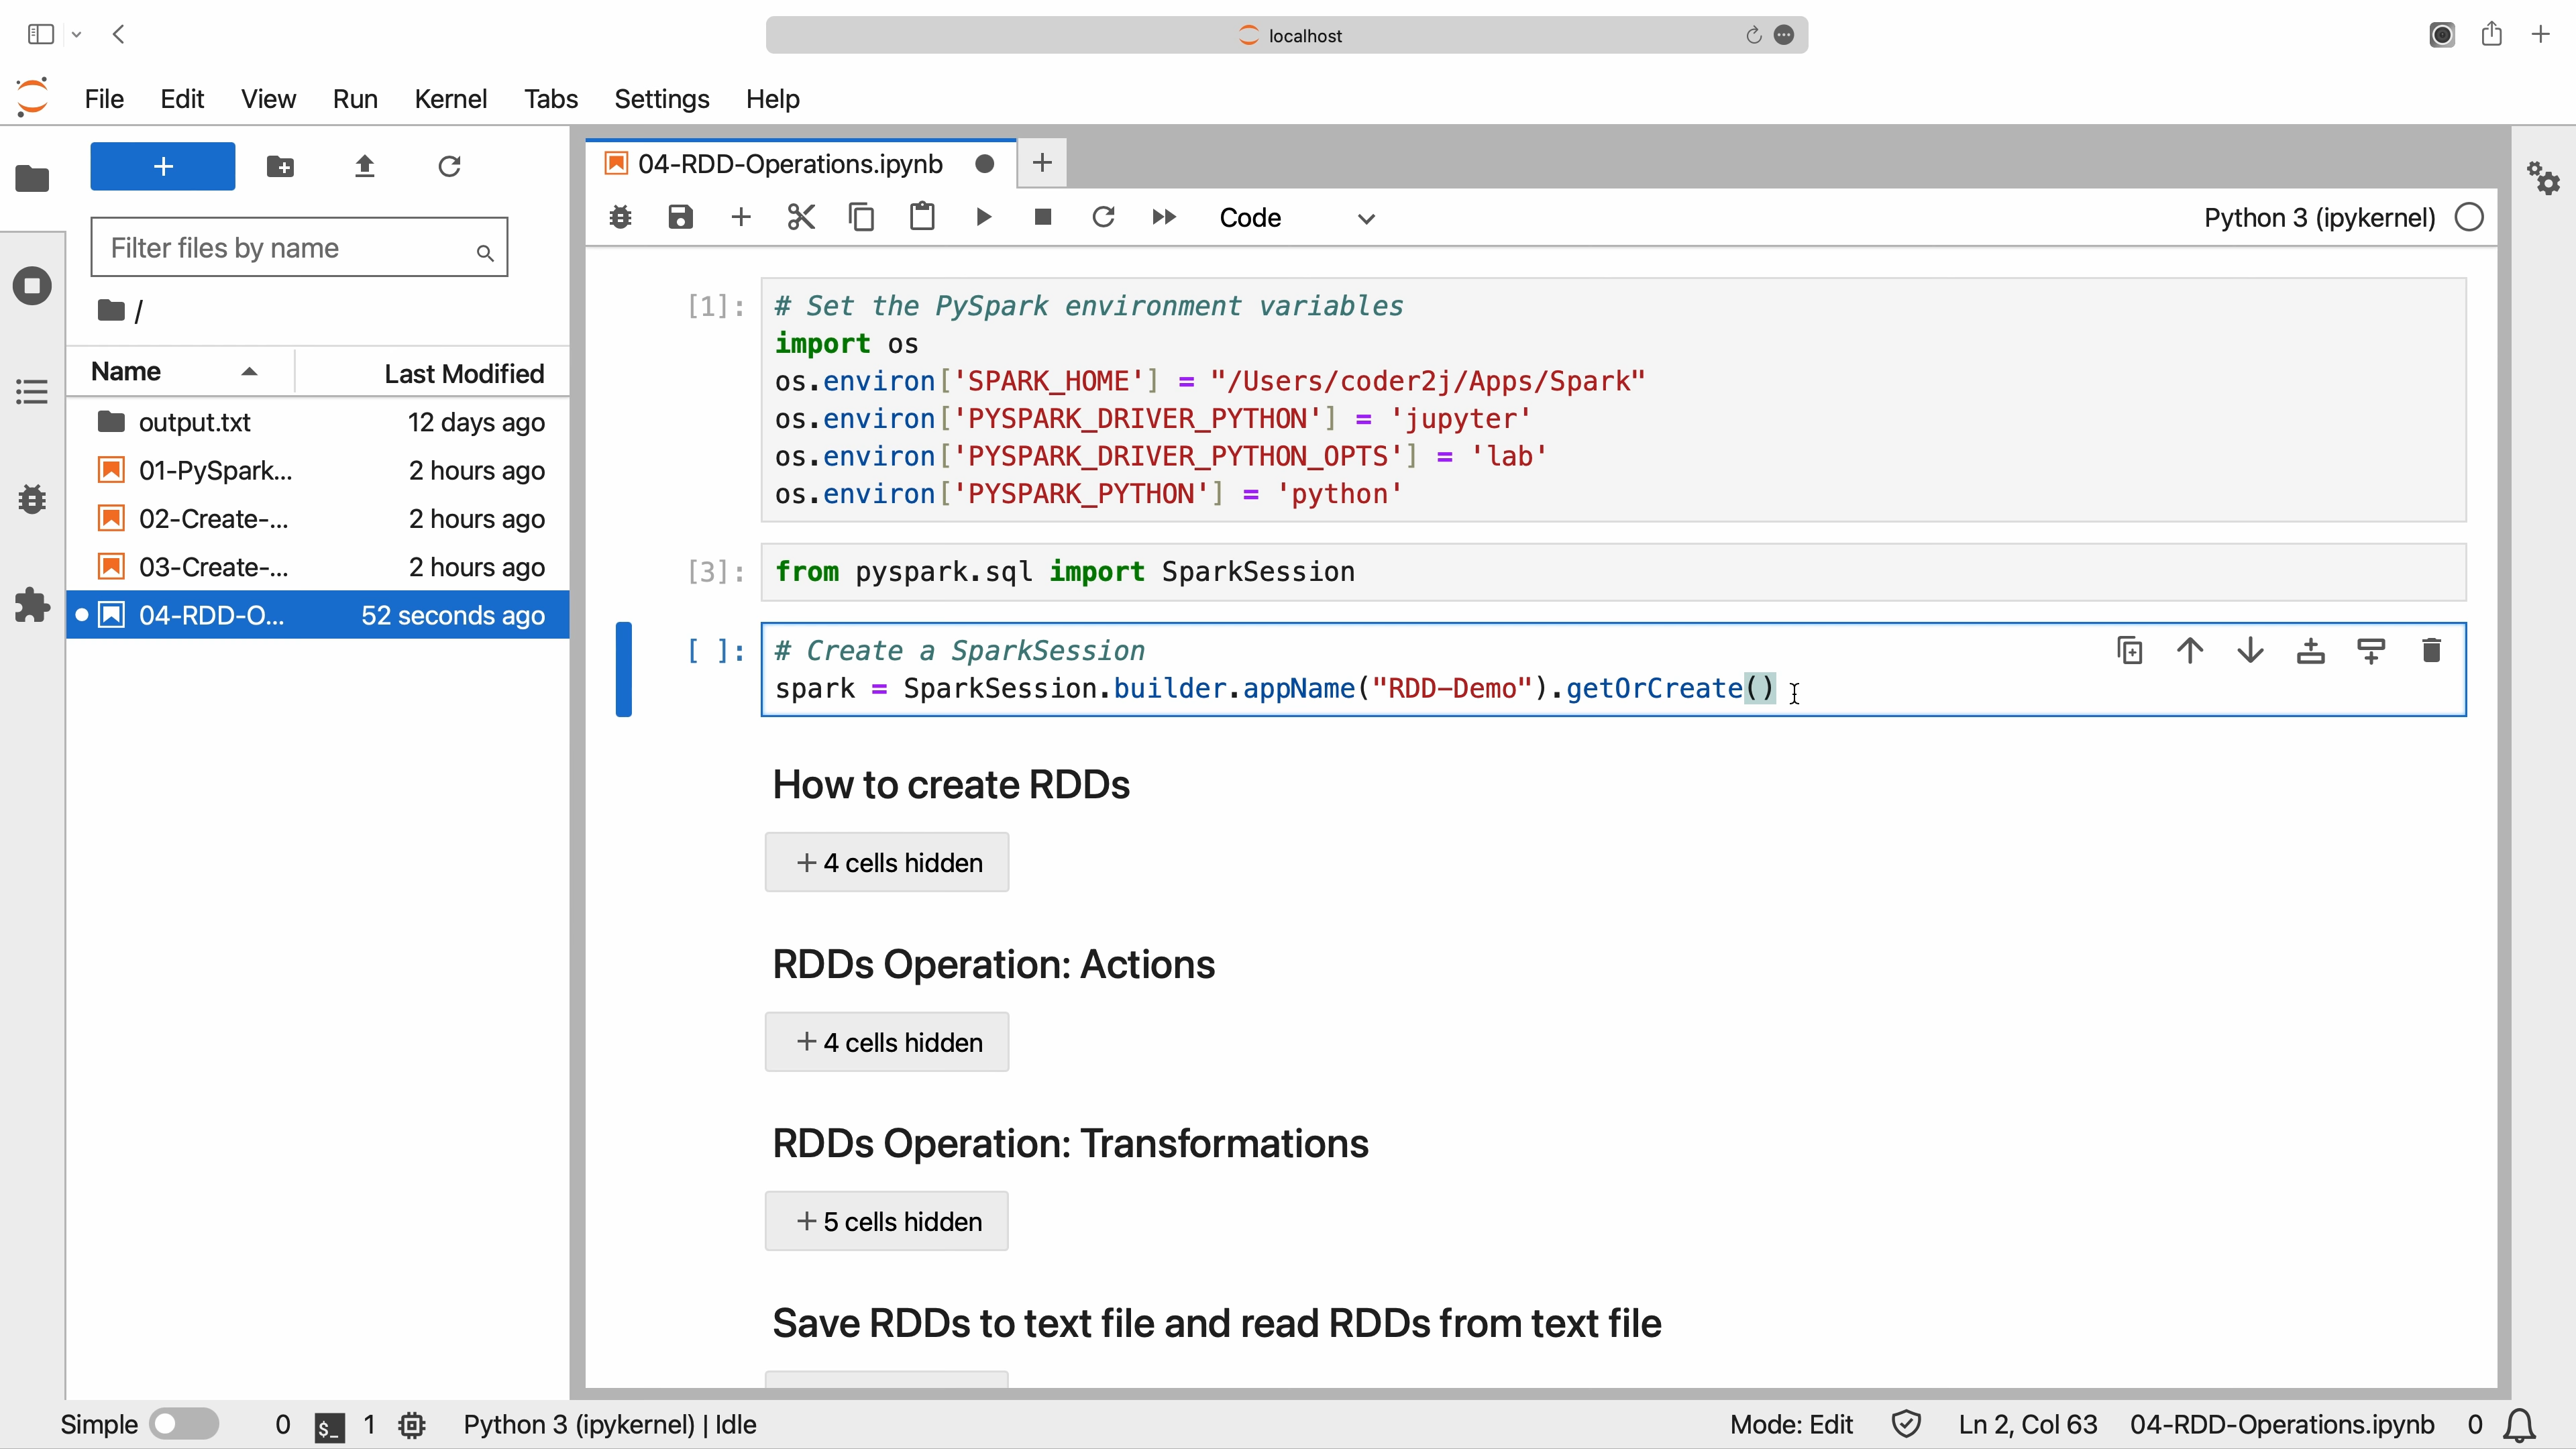 localhost
File Edit View Run Kernel Tabs Settings Help
04-RDD-Operations.ipynb
Code
Python 3 (ipykernel)
Filter files by name
/
Name Last Modified
output.txt 12 days ago
01-PySpark... 2 hours ago
02-Create-... 2 hours ago
03-Create-... 2 hours ago
04-RDD-O... 52 seconds ago
[1]: # Set the PySpark environment variables
import os
os.environ['SPARK_HOME'] = "/Users/coder2j/Apps/Spark"
os.environ['PYSPARK_DRIVER_PYTHON'] = 'jupyter'
os.environ['PYSPARK_DRIVER_PYTHON_OPTS'] = 'lab'
os.environ['PYSPARK_PYTHON'] = 'python'
[3]: from pyspark.sql import SparkSession
[ ]: # Create a SparkSession
spark = SparkSession.builder.appName("RDD-Demo").getOrCreate()
How to create RDDs
+ 4 cells hidden
RDDs Operation: Actions
+ 4 cells hidden
RDDs Operation: Transformations
+ 5 cells hidden
Save RDDs to text file and read RDDs from text file
Simple 0 $_ 1 Python 3 (ipykernel) | Idle Mode: Edit Ln 2, Col 63 04-RDD-Operations.ipynb 0